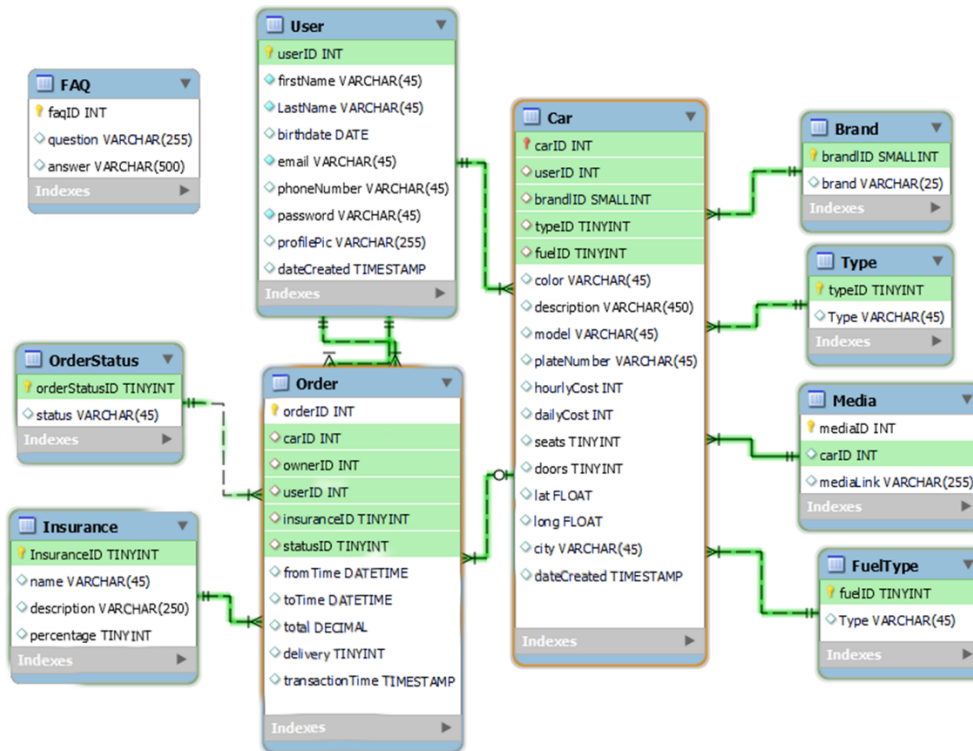 User
userID INT
firstName VARCHAR(45)
LastName VARCHAR(45)
birthdate DATE
email VARCHAR(45)
phoneNumber VARCHAR(45)
password VARCHAR(45)
profilePic VARCHAR(255)
dateCreated TIMESTAMP
Indexes
FAQ
faqID INT
question VARCHAR(255)
answer VARCHAR(500)
Indexes
Car
carID INT
userID INT
brandlID SMALLINT
typeID TINYINT
fuelID TINYINT
color VARCHAR(45)
description VARCHAR(450)
model VARCHAR(45)
plateNumber VARCHAR(45)
hourlyCost INT
dailyCost INT
seats TINYINT
doors TINYINT
lat FLOAT
long FLOAT
city VARCHAR(45)
dateCreated TIMESTAMP
Indexes
Brand
brandlID SMALLINT
brand VARCHAR(25)
Indexes
Type
typeID TINYINT
Type VARCHAR(45)
Indexes
OrderStatus
orderStatusID TINYINT
status VARCHAR(45)
Indexes
Order
orderID INT
carID INT
ownerID INT
userID INT
insuranceID TINYINT
statusID TINYINT
fromTime DATETIME
toTime DATETIME
total DECIMAL
delivery TINYINT
transactionTime TIMESTAMP
Indexes
Media
mediaID INT
carID INT
mediaLink VARCHAR(255)
Indexes
Insurance
InsuranceID TINYINT
name VARCHAR(45)
description VARCHAR(250)
percentage TINYINT
Indexes
FuelType
fuelID TINYINT
Type VARCHAR(45)
Indexes